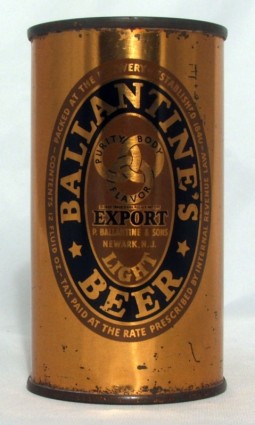 PACKED AT THE BREWERY · ESTABLISHED 1840 ·
BALLANTINE'S
PURITY BODY
FLAVOR
EXPORT
P. BALLANTINE & SONS
NEWARK, N.J.
LIGHT
BEER
CONTENTS 12 FLUID OZ - TAX PAID AT THE RATE PRESCRIBED BY INTERNAL REVENUE LAW